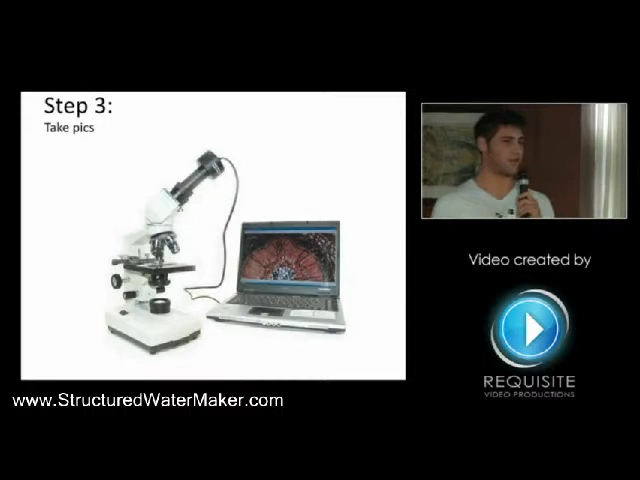 Step 3:
Take pics
Video created by
REQUISITE
VIDEO PRODUCTIONS
www.StructuredWaterMaker.com